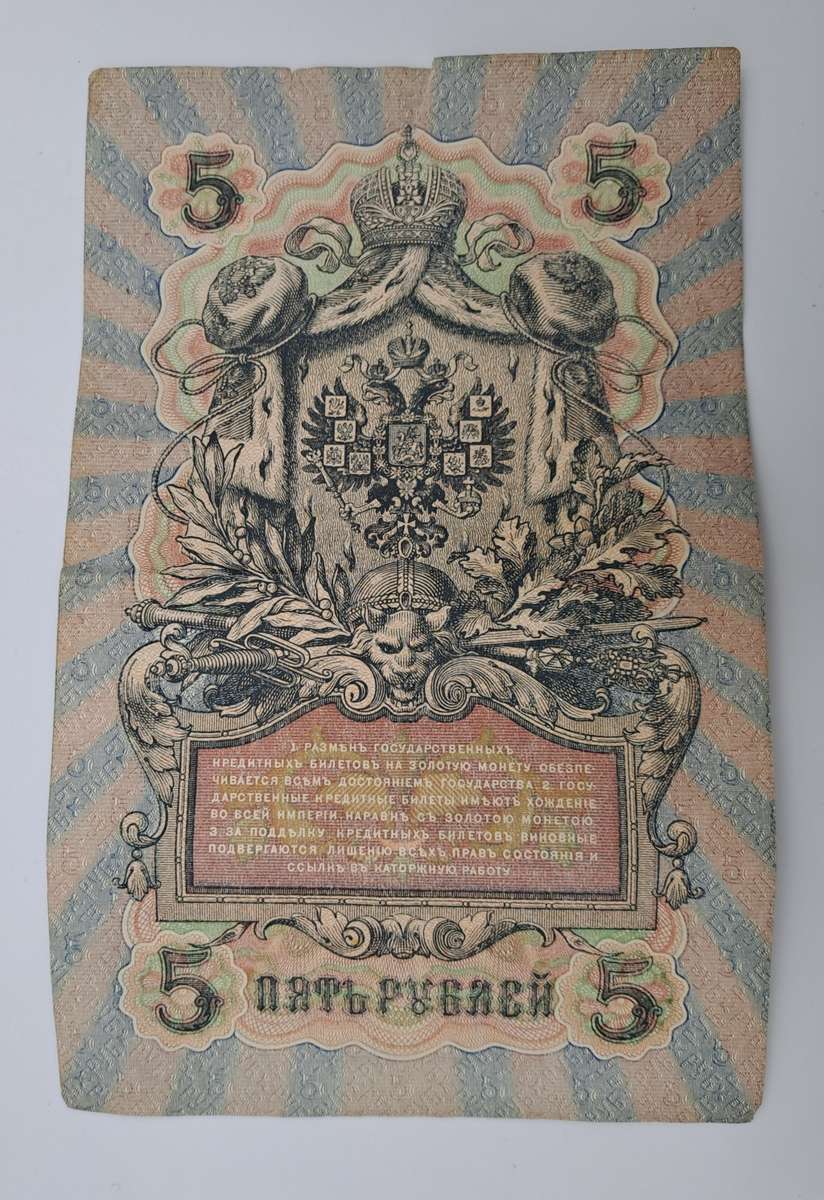 5 5
1. РАЗМѢНЪ ГОСУДАРСТВЕННЫХЪ
КРЕДИТНЫХЪ БИЛЕТОВЪ НА ЗОЛОТУЮ МОНЕТУ ОБЕЗПЕ-
ЧИВАЕТСЯ ВСѢМЪ ДОСТОЯНІЕМЪ ГОСУДАРСТВА 2. ГОСУ-
ДАРСТВЕННЫЕ КРЕДИТНЫЕ БИЛЕТЫ ИМѢЮТЪ ХОЖДЕНІЕ
ВО ВСЕЙ ИМПЕРІИ НАРАВНѢ СЪ ЗОЛОТОЮ МОНЕТОЮ
3. ЗА ПОДДѢЛКУ КРЕДИТНЫХЪ БИЛЕТОВЪ ВИНОВНЫЕ
ПОДВЕРГАЮТСЯ ЛИШЕНІЮ ВСѢХЪ ПРАВЪ СОСТОЯНІЯ И
ССЫЛКѢ ВЪ КАТОРЖНУЮ РАБОТУ
5 ПЯТЬ РУБЛЕЙ 5